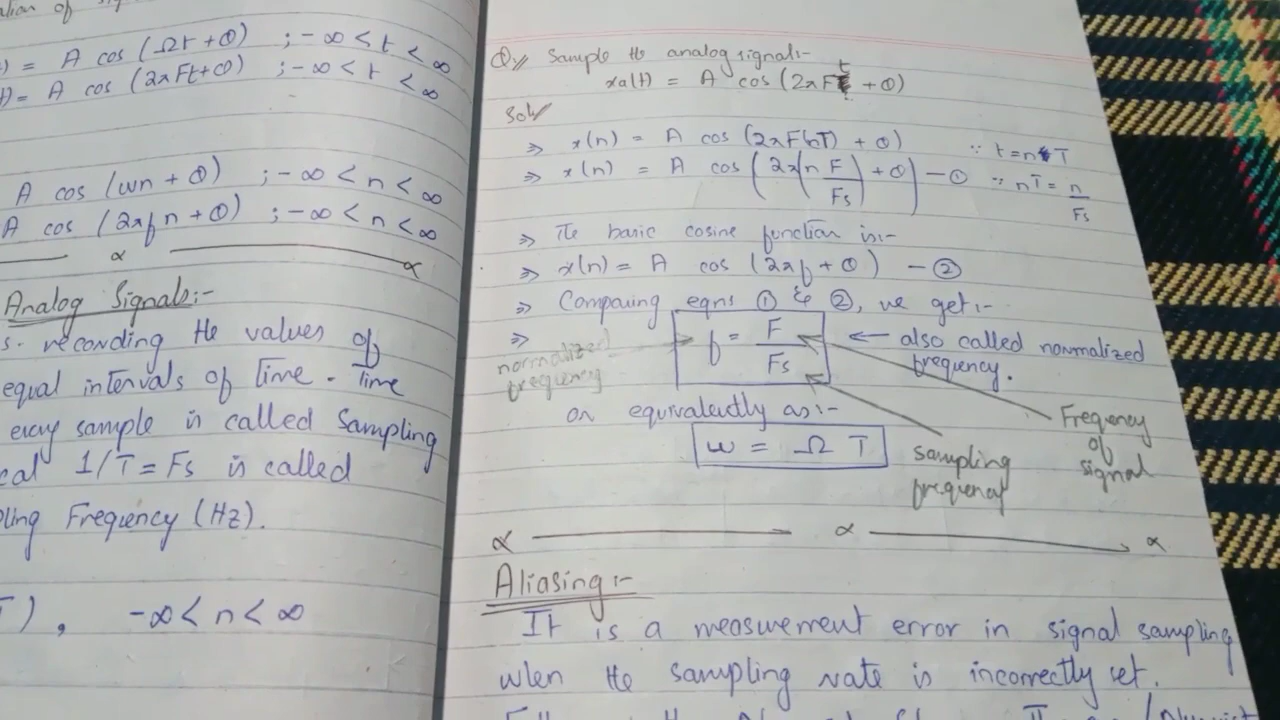 A cos (Ωt + θ) ; -∞ < t < ∞
A cos (2πFt + θ) ; -∞ < t < ∞
A cos (ωn + θ) ; -∞ < n < ∞
A cos (2πfn + θ) ; -∞ < n < ∞
α α
Analog Signals:-
recording the values of
equal intervals of Time. Time
every sample is called Sampling
1/T = Fs is called
Frequency (Hz).
, -∞ < n < ∞
Q// Sample the analog signal:-
xa(t) = A cos (2πFt + θ)
Sol//
⇒ x(n) = A cos (2πF(nT) + θ) ∵ t = nT
⇒ x(n) = A cos (2π(n F/Fs) + θ) — ① ∵ nT = n/Fs
⇒ The basic cosine function is:-
⇒ x(n) = A cos (2πf + θ) — ②
⇒ Comparing eqns ① & ②, we get:-
⇒ f = F/Fs ← also called normalized
frequency.
normalized
frequency
or equivalently as:-
ω = Ω T
Frequency
of
signal
sampling
frequency
α α α
Aliasing:-
It is a measurement error in signal sampling
when the sampling rate is incorrectly set.